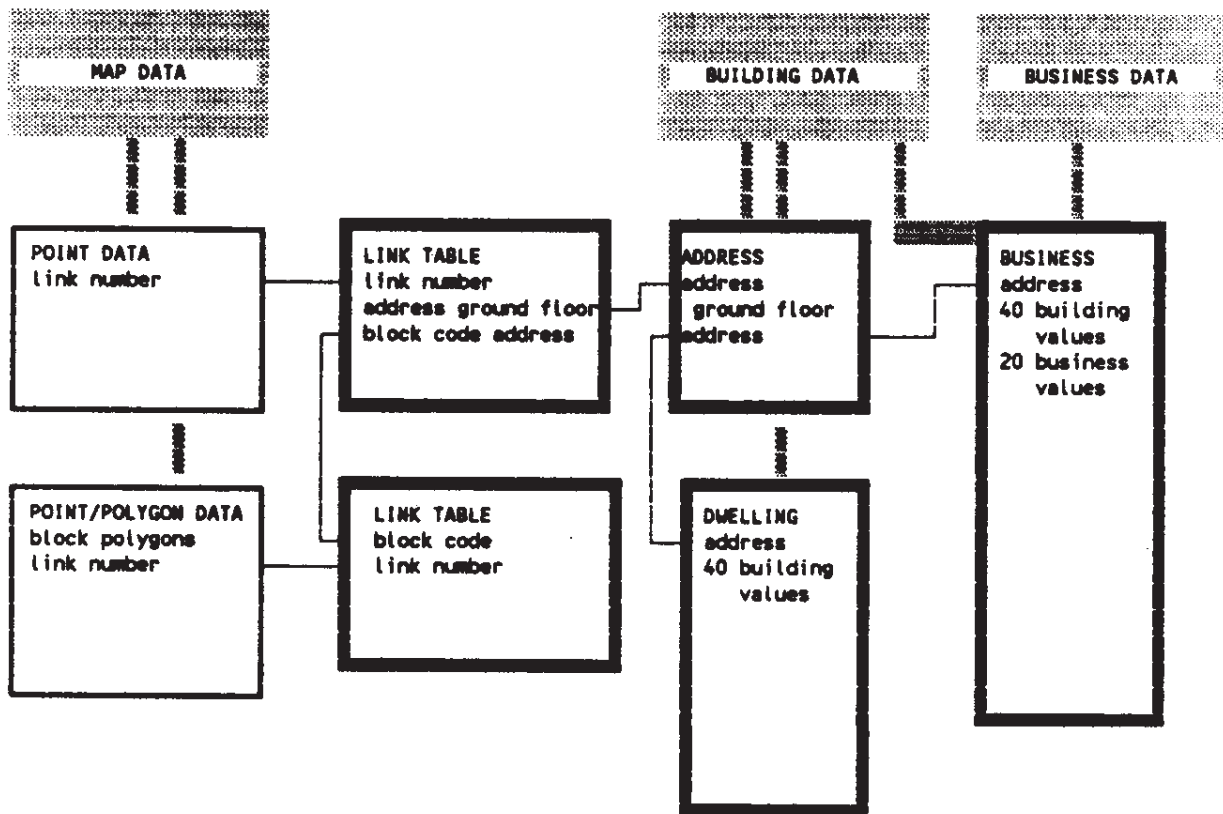 MAP DATA
BUILDING DATA
BUSINESS DATA
POINT DATA
link number
LINK TABLE
link number
address ground floor
block code address
ADDRESS
address
ground floor
address
BUSINESS
address
40 building
values
20 business
values
POINT/POLYGON DATA
block polygons
link number
LINK TABLE
block code
link number
DWELLING
address
40 building
values